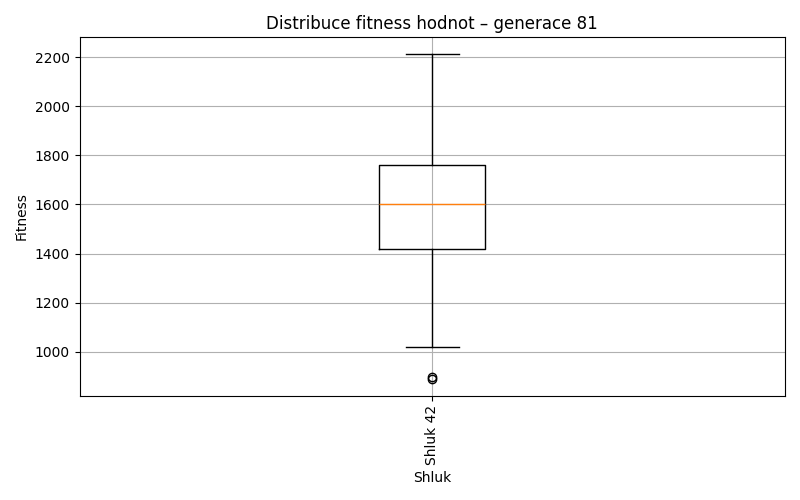 Distribuce fitness hodnot – generace 81
Fitness
2200
2000
1800
1600
1400
1200
1000
Shluk 42
Shluk